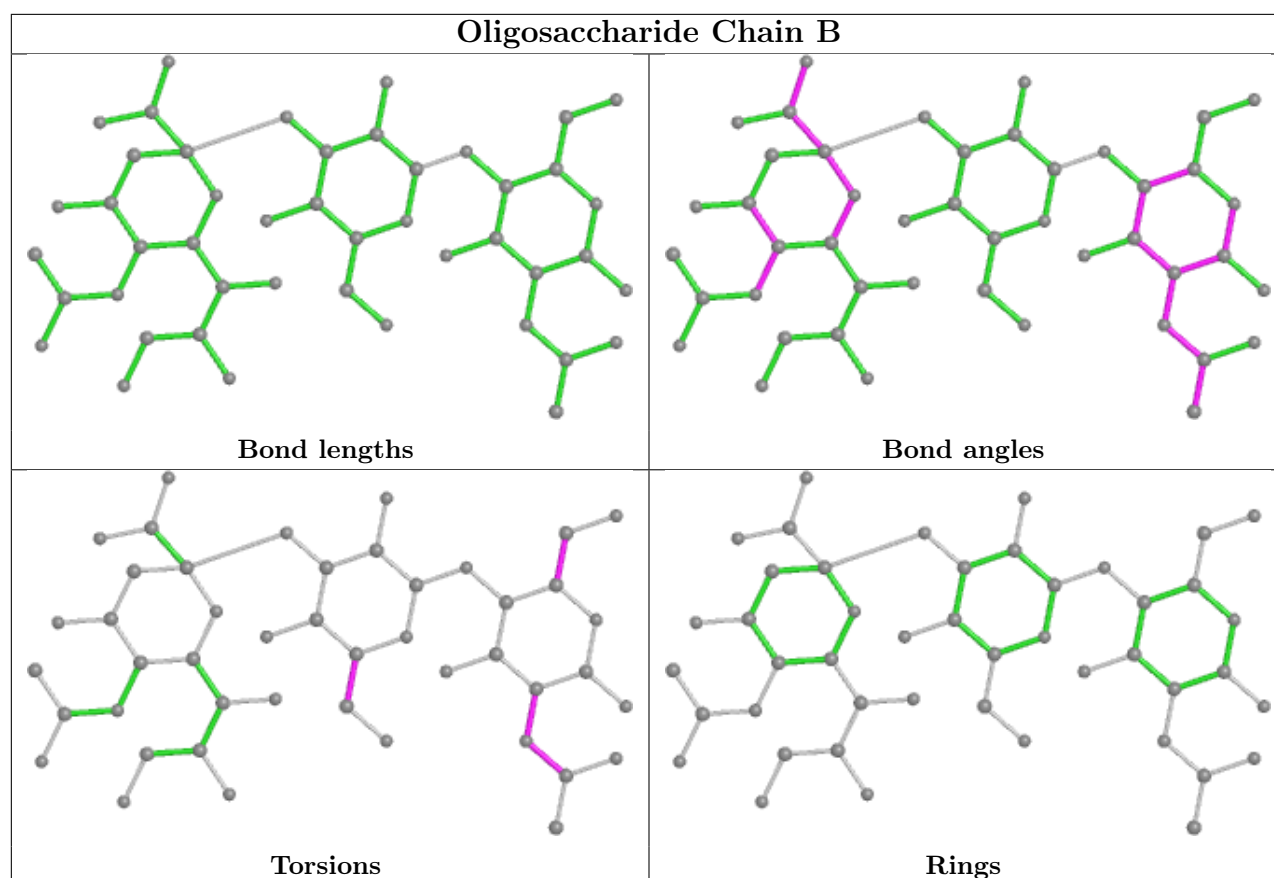 Oligosaccharide Chain B
Bond lengths
Bond angles
Torsions
Rings